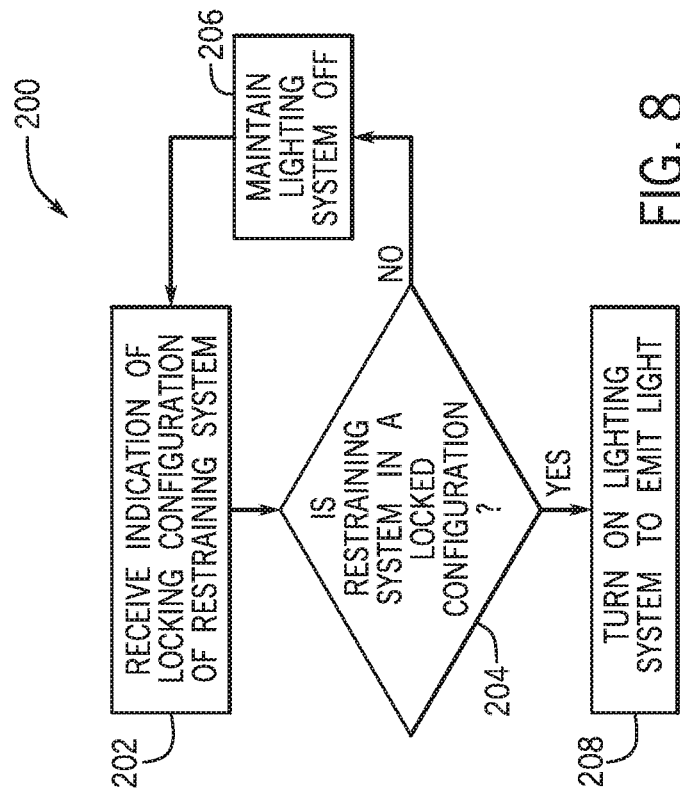 200
RECEIVE INDICATION OF
LOCKING CONFIGURATION
OF RESTRAINING SYSTEM
202
IS
RESTRAINING
SYSTEM IN A
LOCKED
CONFIGURATION
?
204
NO
MAINTAIN
LIGHTING
SYSTEM OFF
206
YES
TURN ON LIGHTING
SYSTEM TO EMIT LIGHT
208
FIG. 8